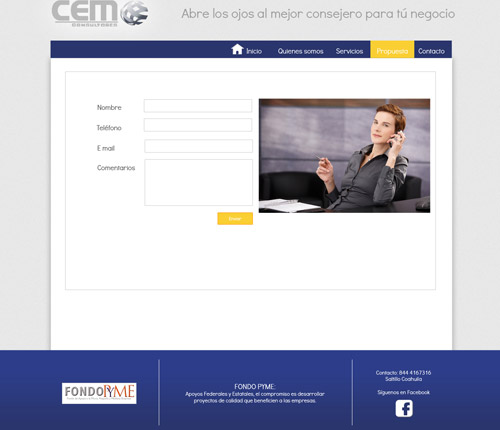 CEMO
CONSULTORES
Abre los ojos al mejor consejero para tú negocio
Inicio Quienes somos Servicios Propuesta Contacto
Nombre
Teléfono
E mail
Comentarios
Enviar
FONDO PYME
FONDO PYME:
Apoyos Federales y Estatales, el compromiso es desarrollar
proyectos de calidad que beneficien a las empresas.
Contacto: 844 4167316
Saltillo Coahuila
Síguenos en Facebook